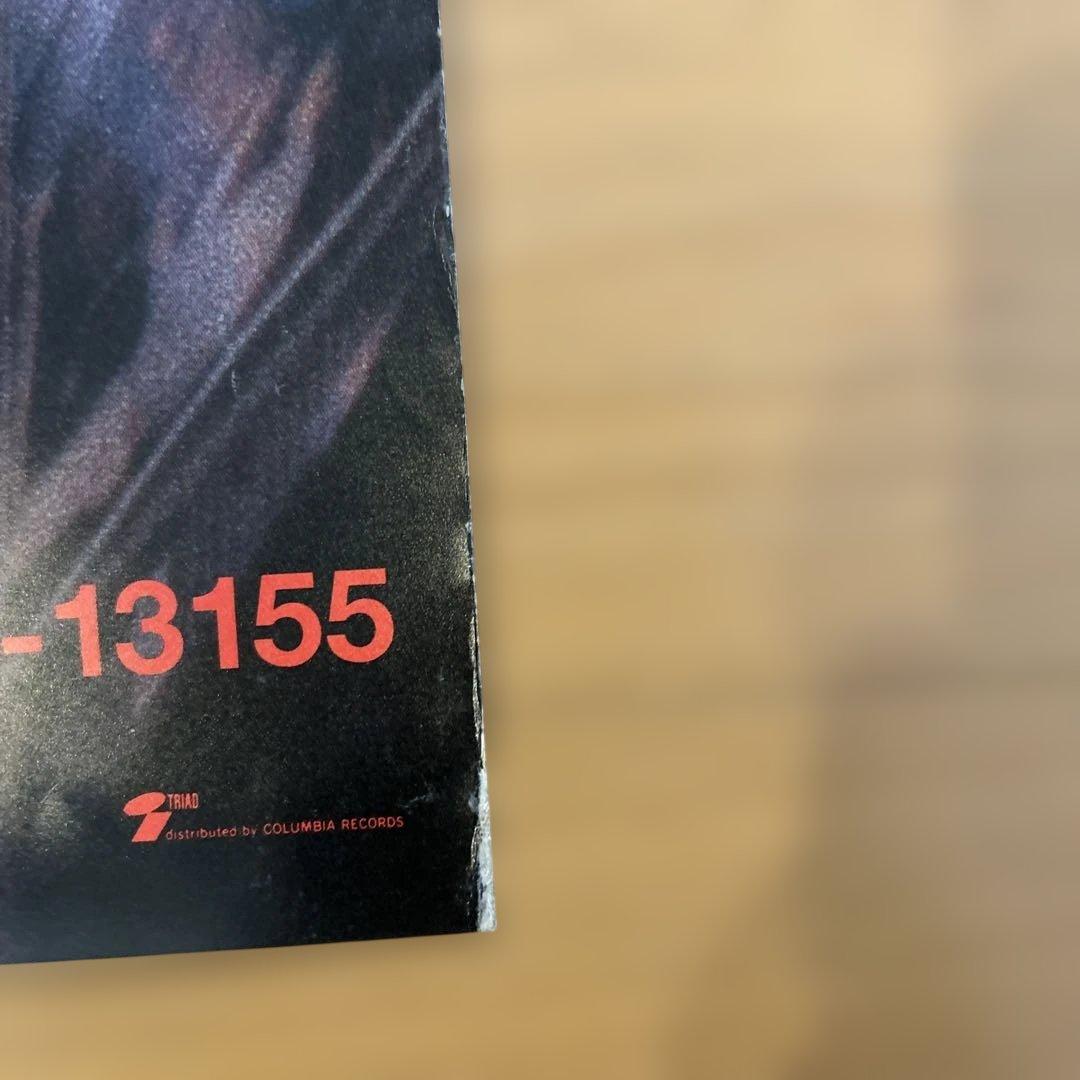 -13155
TRIAD
distributed by COLUMBIA RECORDS